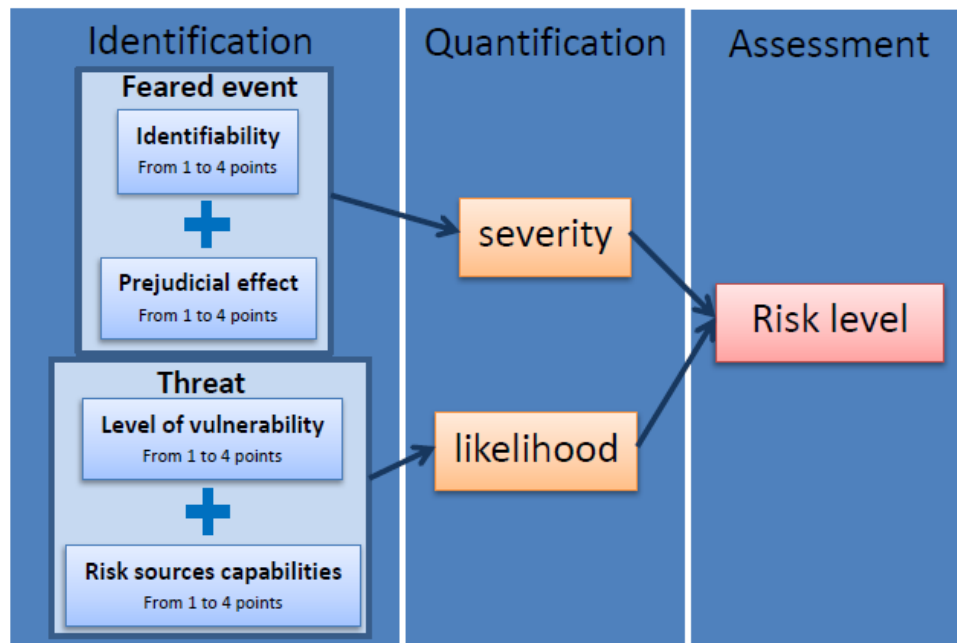 Identification
Feared event
Identifiability
From 1 to 4 points
Prejudicial effect
From 1 to 4 points
Threat
Level of vulnerability
From 1 to 4 points
Risk sources capabilities
From 1 to 4 points
Quantification
severity
likelihood
Assessment
Risk level